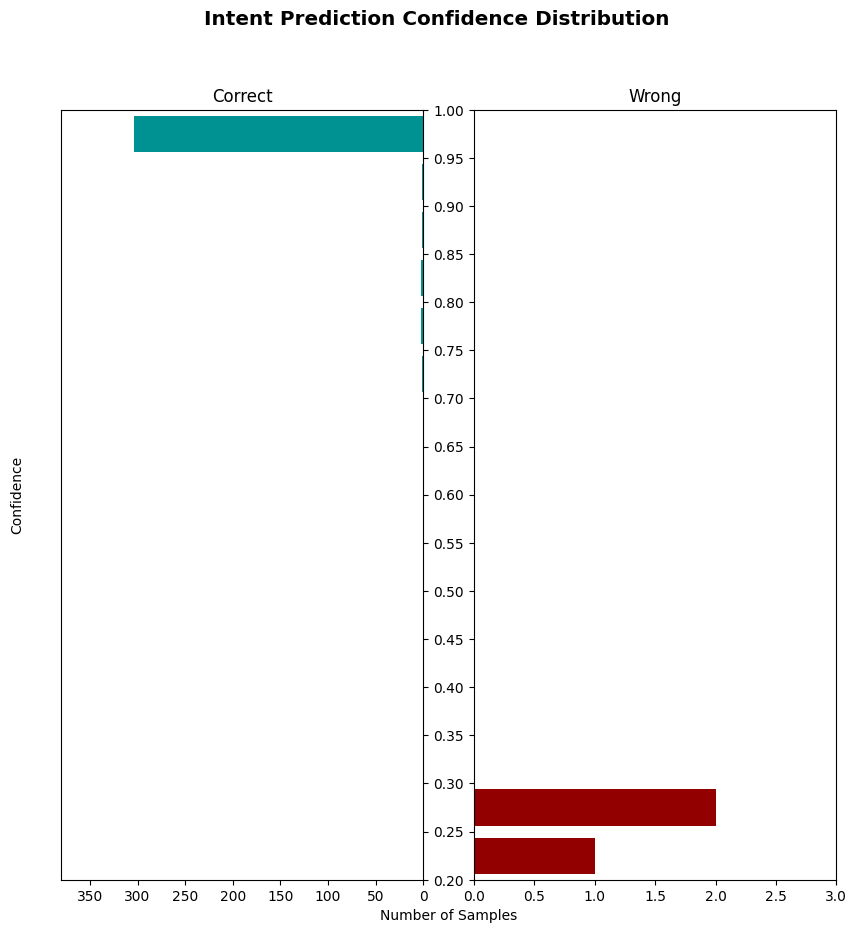 Intent Prediction Confidence Distribution
Correct
Wrong
1.00
0.95
0.90
0.85
0.80
0.75
0.70
0.65
0.60
0.55
0.50
0.45
0.40
0.35
0.30
0.25
0.20
Confidence
350 300 250 200 150 100 50 0
0.0 0.5 1.0 1.5 2.0 2.5 3.0
Number of Samples